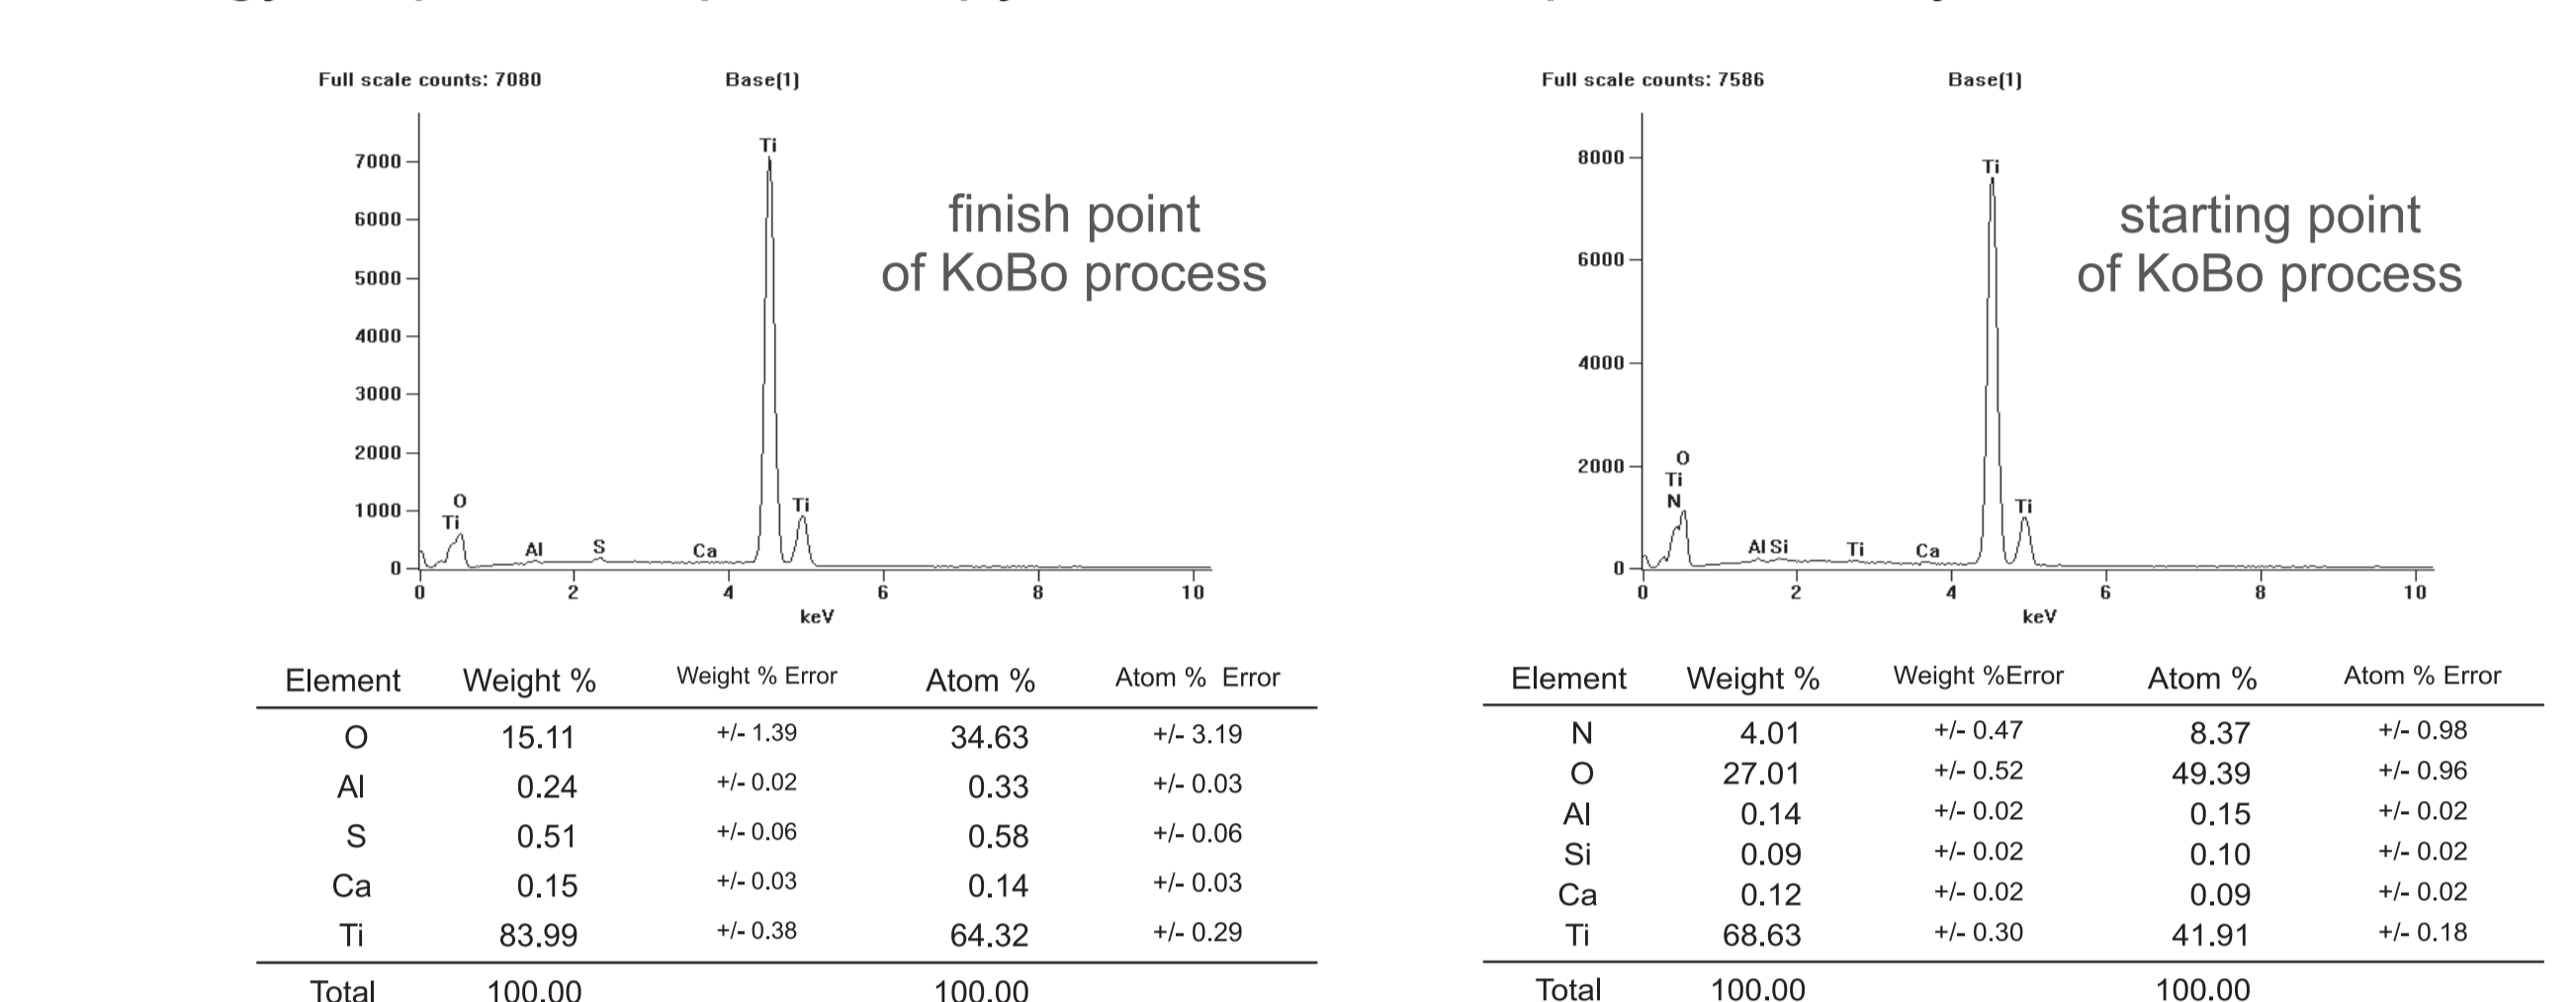 Full scale counts: 7080 Base(1)
Ti
7000
6000
5000
4000
3000
2000
1000
0
finish point
of KoBo process
O
Ti
Al S Ca Ti
0 2 4 6 8 10
keV
Element Weight % Weight % Error Atom % Atom % Error
O 15.11 +/- 1.39 34.63 +/- 3.19
Al 0.24 +/- 0.02 0.33 +/- 0.03
S 0.51 +/- 0.06 0.58 +/- 0.06
Ca 0.15 +/- 0.03 0.14 +/- 0.03
Ti 83.99 +/- 0.38 64.32 +/- 0.29
Total 100.00 100.00
Full scale counts: 7586 Base(1)
Ti
8000
6000
4000
2000
0
starting point
of KoBo process
O
Ti
N
Al Si Ti Ca Ti
0 2 4 6 8 10
keV
Element Weight % Weight %Error Atom % Atom % Error
N 4.01 +/- 0.47 8.37 +/- 0.98
O 27.01 +/- 0.52 49.39 +/- 0.96
Al 0.14 +/- 0.02 0.15 +/- 0.02
Si 0.09 +/- 0.02 0.10 +/- 0.02
Ca 0.12 +/- 0.02 0.09 +/- 0.02
Ti 68.63 +/- 0.30 41.91 +/- 0.18
Total 100.00 100.00